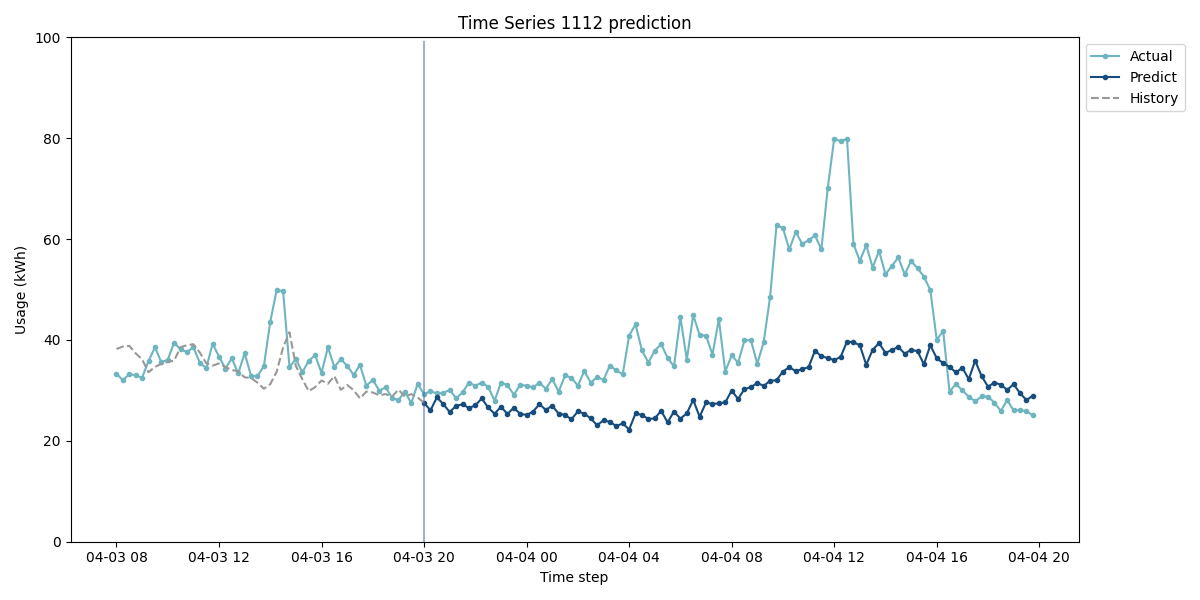 Time Series 1112 prediction
Usage (kWh)
100
80
60
40
20
0
04-03 08
04-03 12
04-03 16
04-03 20
04-04 00
04-04 04
04-04 08
04-04 12
04-04 16
04-04 20
Time step
Actual
Predict
History